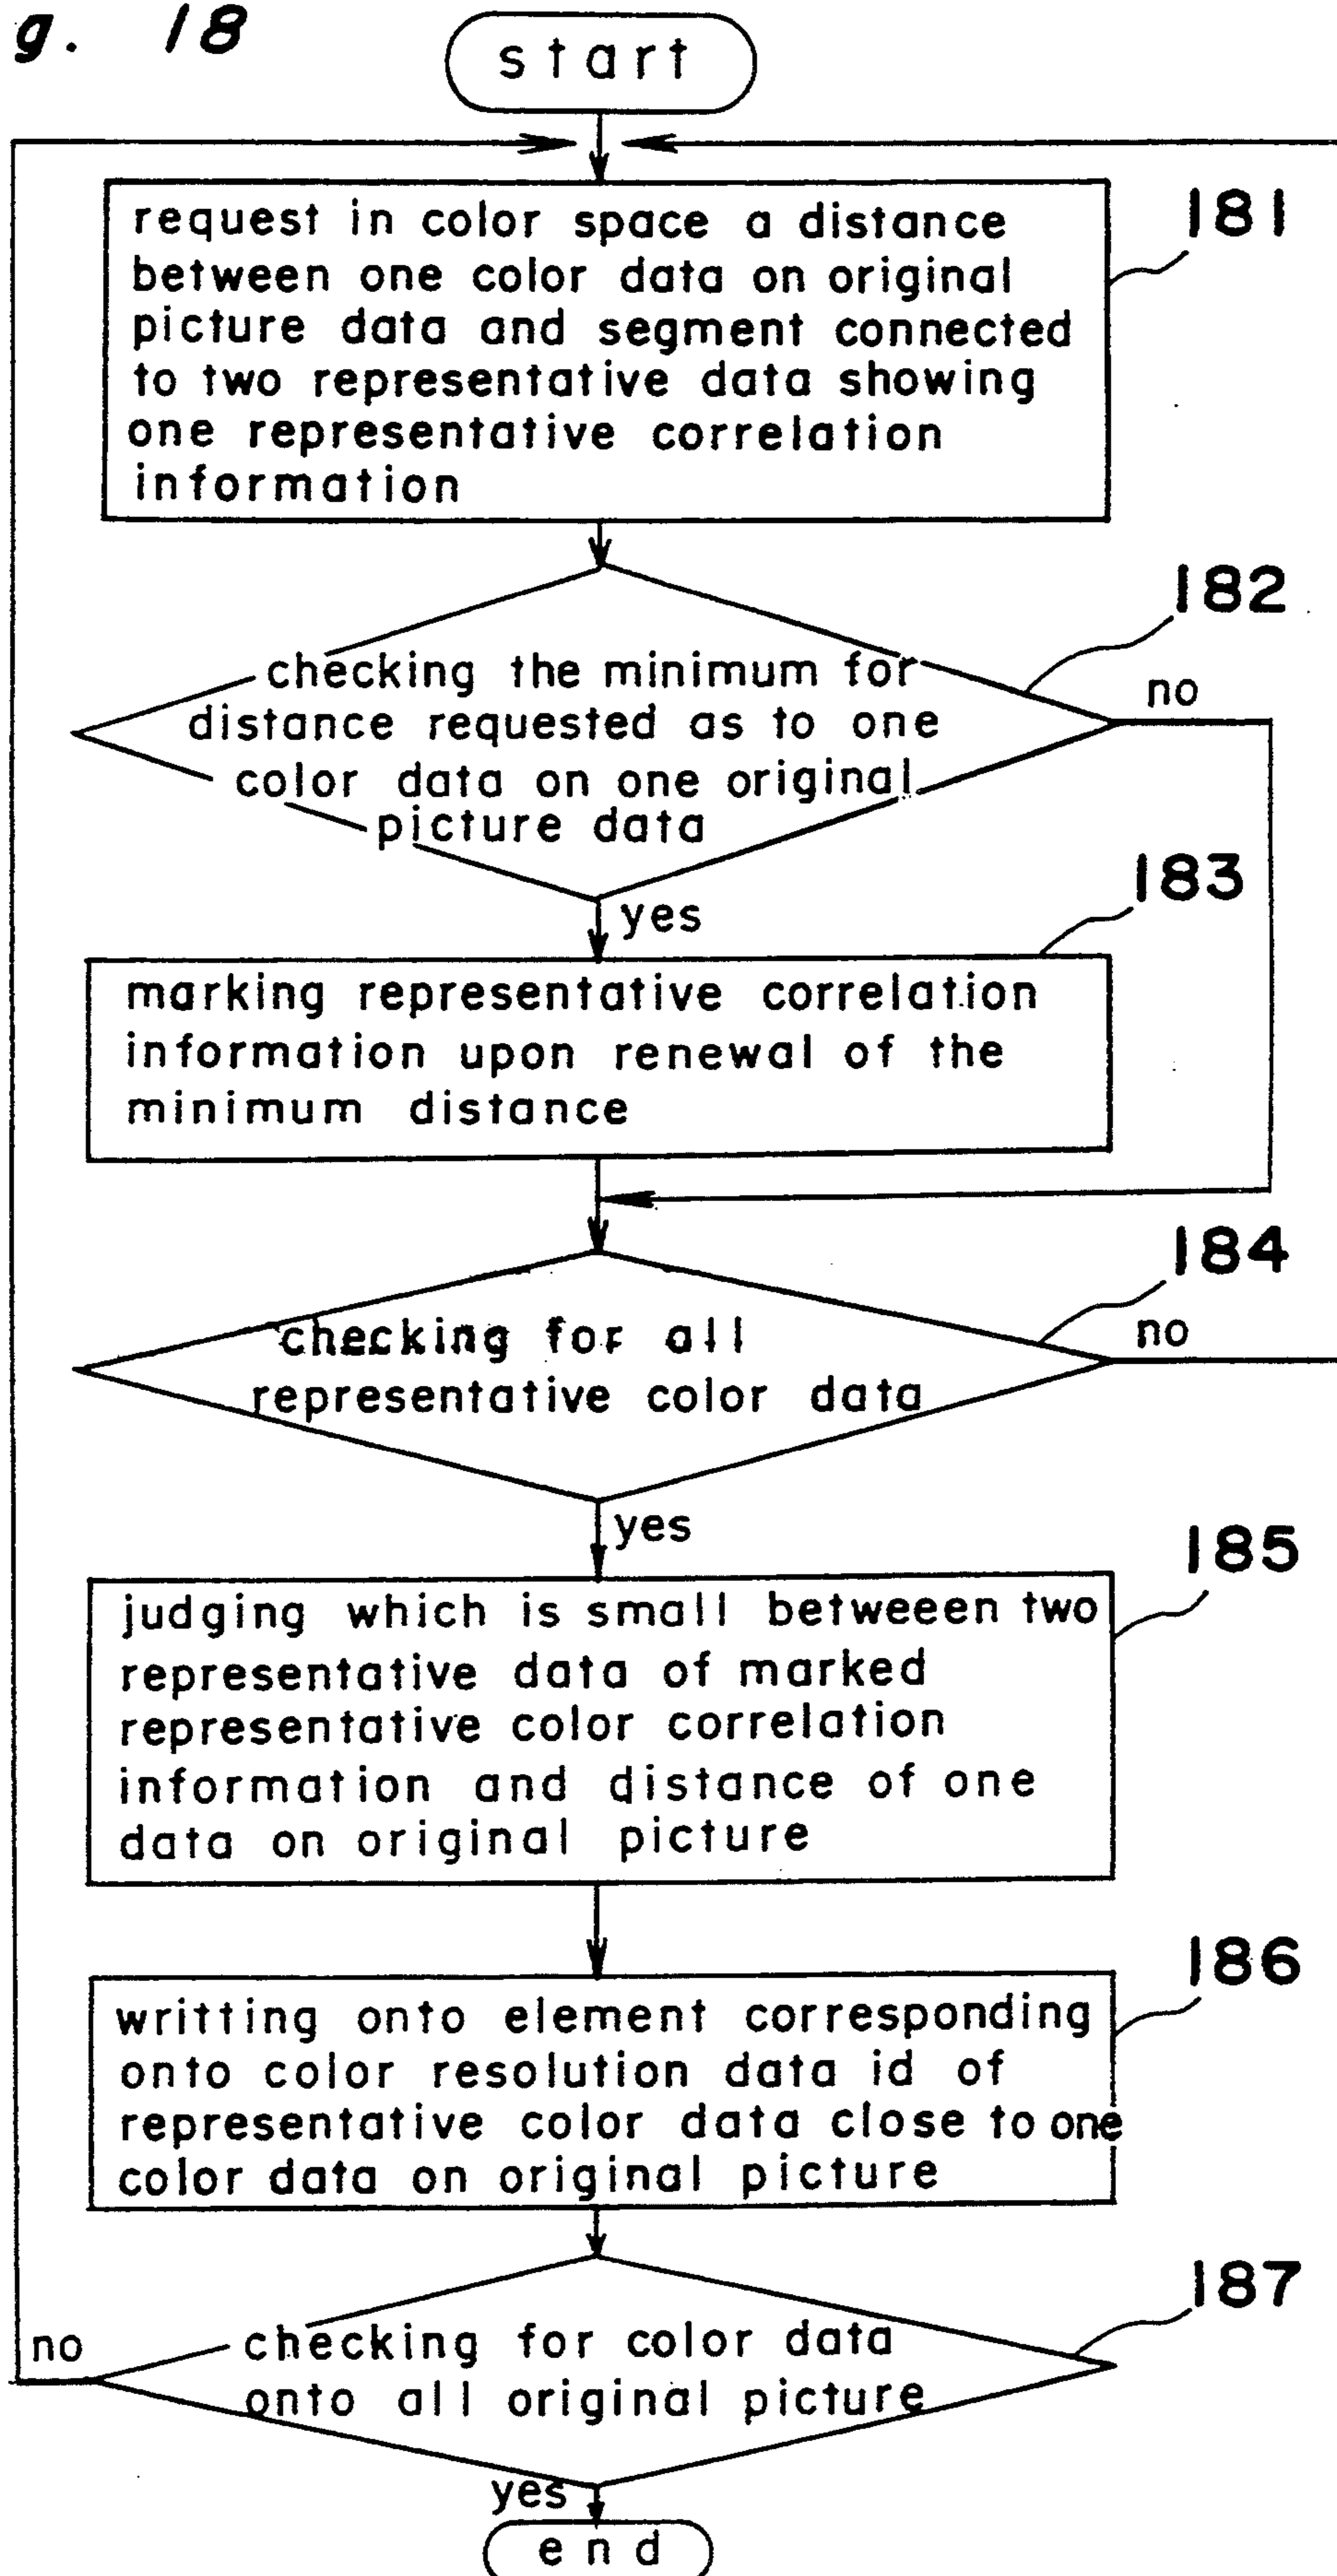 g. 18
start
request in color space a distance
between one color data on original
picture data and segment connected
to two representative data showing
one representative correlation
information
181
checking the minimum for
distance requested as to one
color data on one original
picture data
182
no
yes
marking representative correlation
information upon renewal of the
minimum distance
183
checking for all
representative color data
184
no
yes
judging which is small betweeen two
representative data of marked
representative color correlation
information and distance of one
data on original picture
185
writting onto element corresponding
onto color resolution data id of
representative color data close to one
color data on original picture
186
checking for color data
onto all original picture
187
no
yes
end